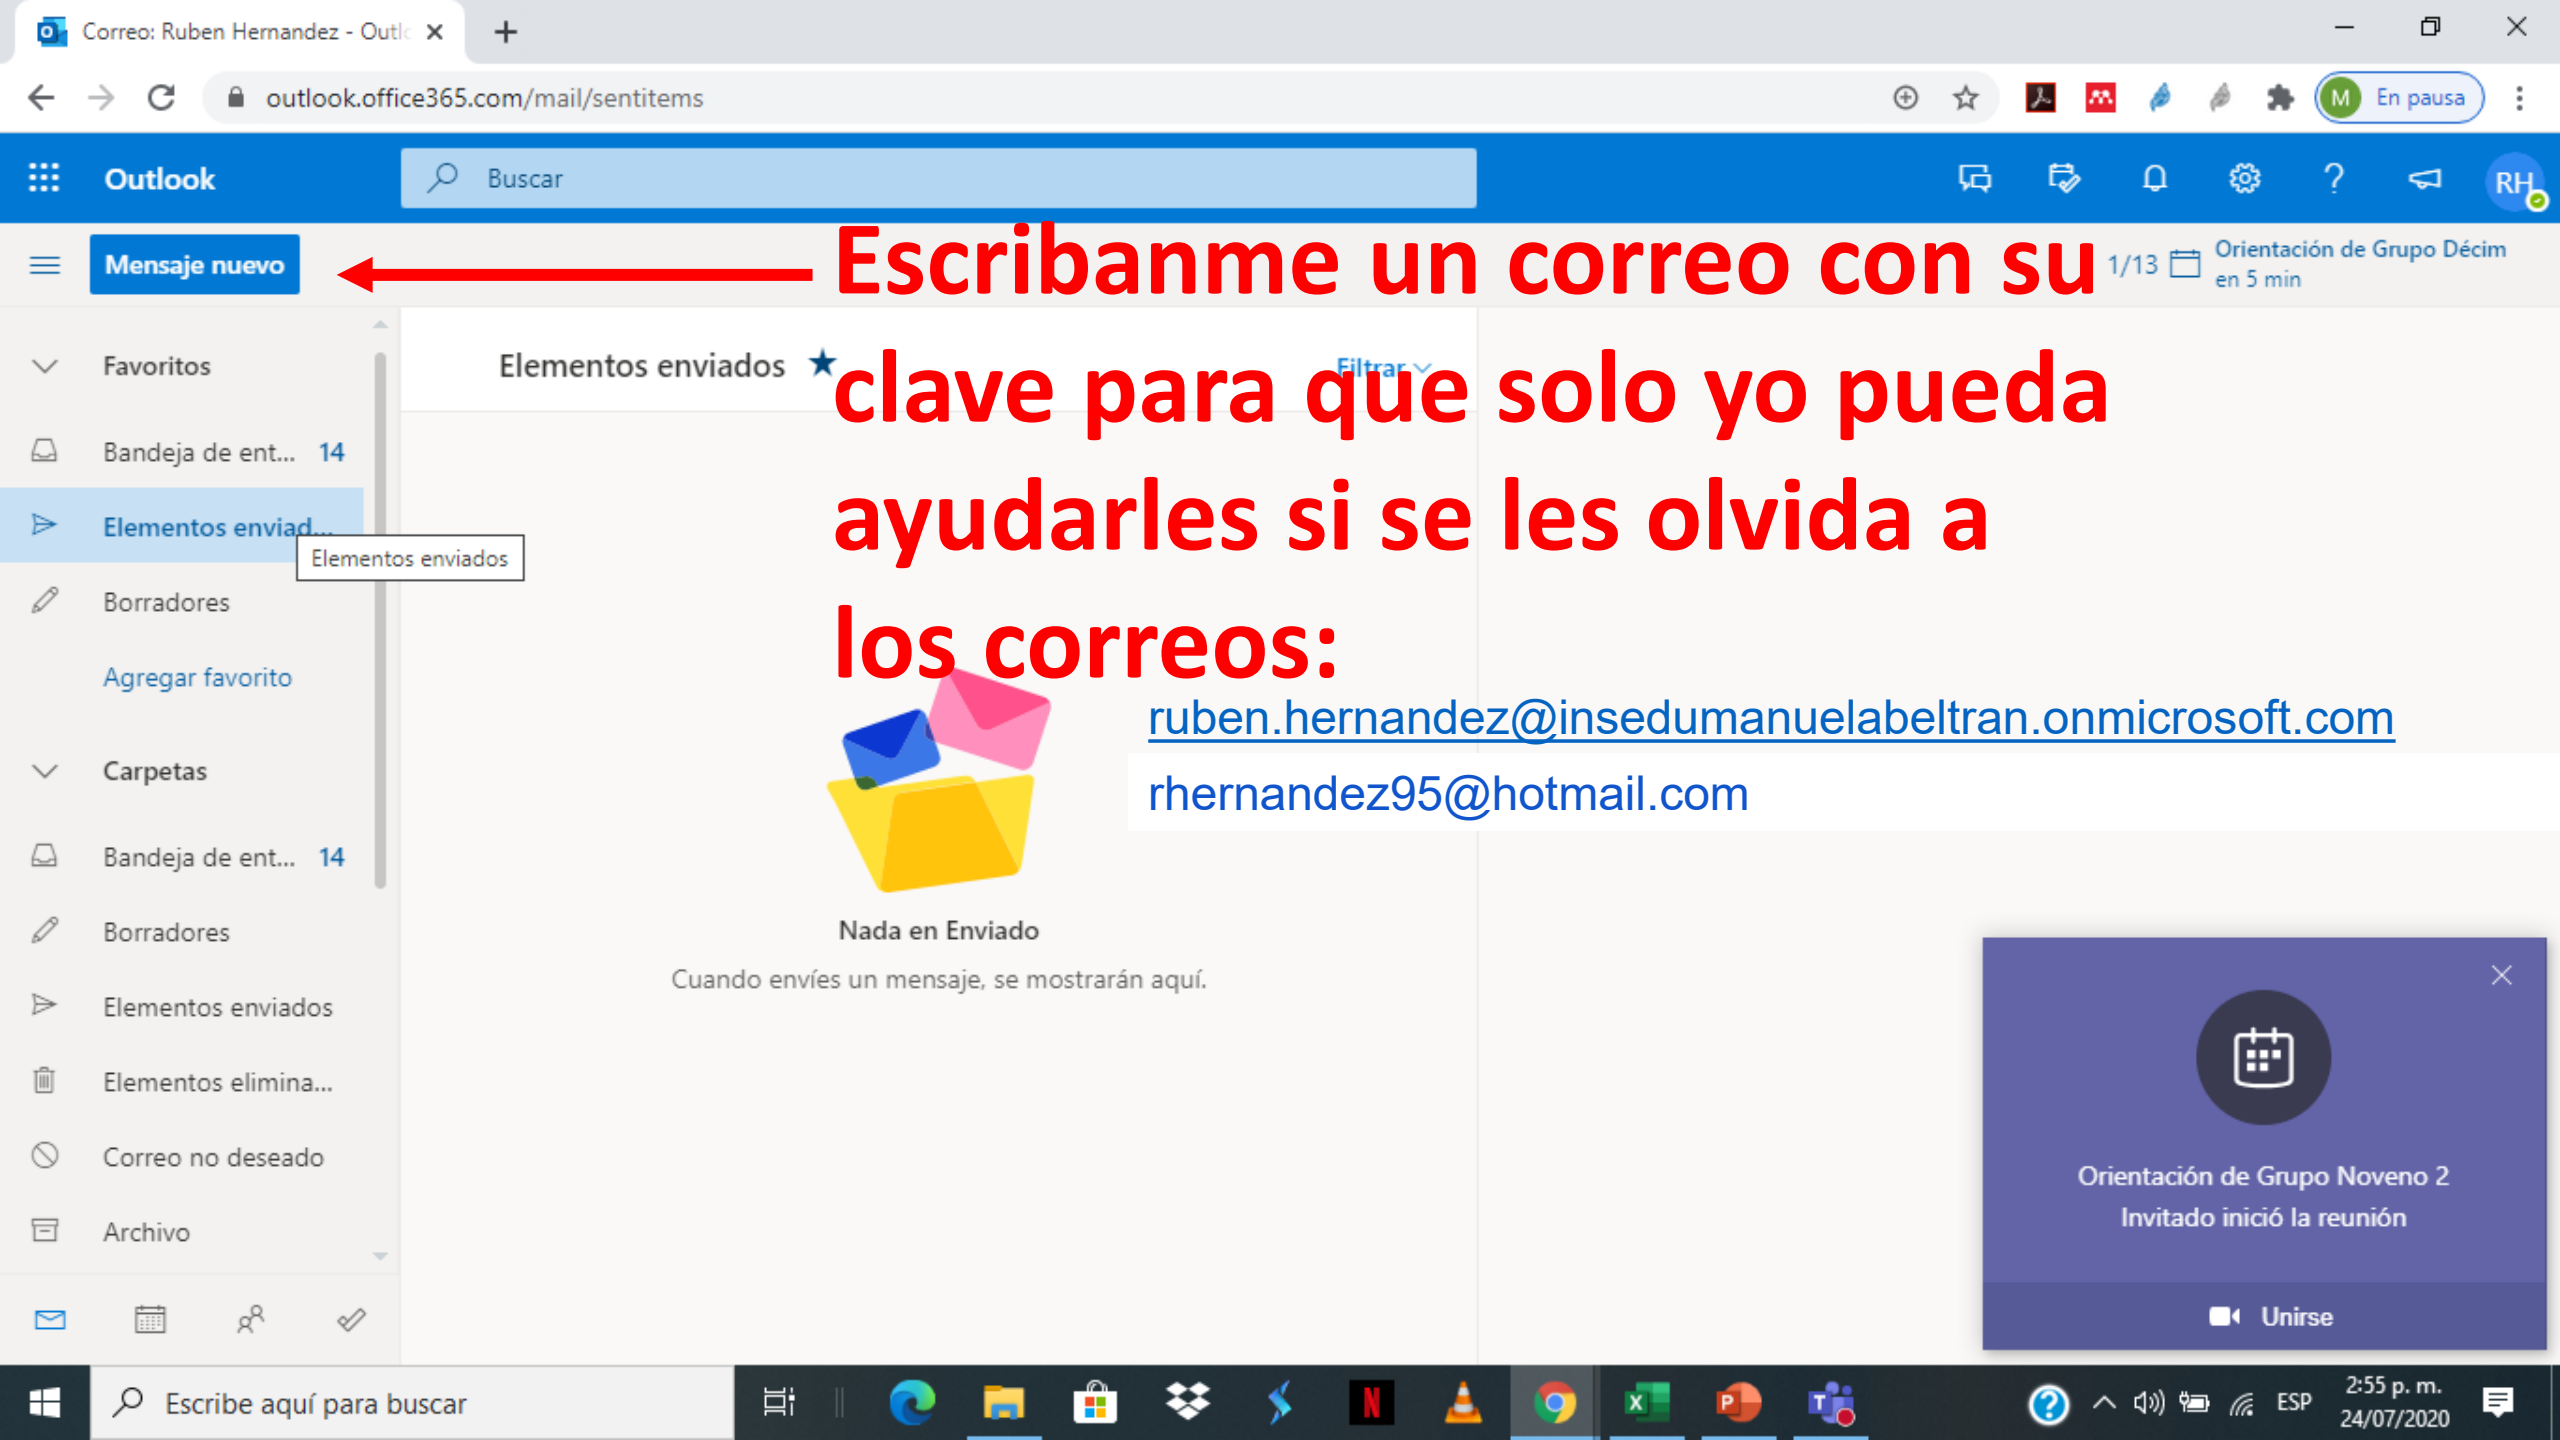 Correo: Ruben Hernandez - Outlo
outlook.office365.com/mail/sentitems
M En pausa
Outlook
Buscar
RH
Mensaje nuevo
1/13
Orientación de Grupo Décim
en 5 min
Escribanme un correo con su
clave para que solo yo pueda
ayudarles si se les olvida a
los correos:
ruben.hernandez@insedumanuelabeltran.onmicrosoft.com
rhernandez95@hotmail.com
Favoritos
Bandeja de ent... 14
Elementos enviad...
Elementos enviados
Borradores
Agregar favorito
Carpetas
Bandeja de ent... 14
Borradores
Elementos enviados
Elementos elimina...
Correo no deseado
Archivo
Elementos enviados
Filtrar
Nada en Enviado
Cuando envíes un mensaje, se mostrarán aquí.
Orientación de Grupo Noveno 2
Invitado inició la reunión
Unirse
Escribe aquí para buscar
ESP
2:55 p. m.
24/07/2020